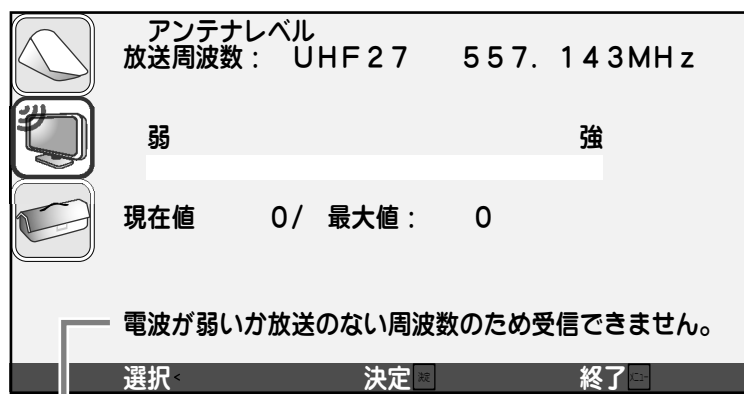 アンテナレベル
放送周波数： ＵＨＦ２７ ５５７．１４３ＭＨｚ
弱 強
現在値 ０／ 最大値： ０
電波が弱いか放送のない周波数のため受信できません。
選択< 決定 終了